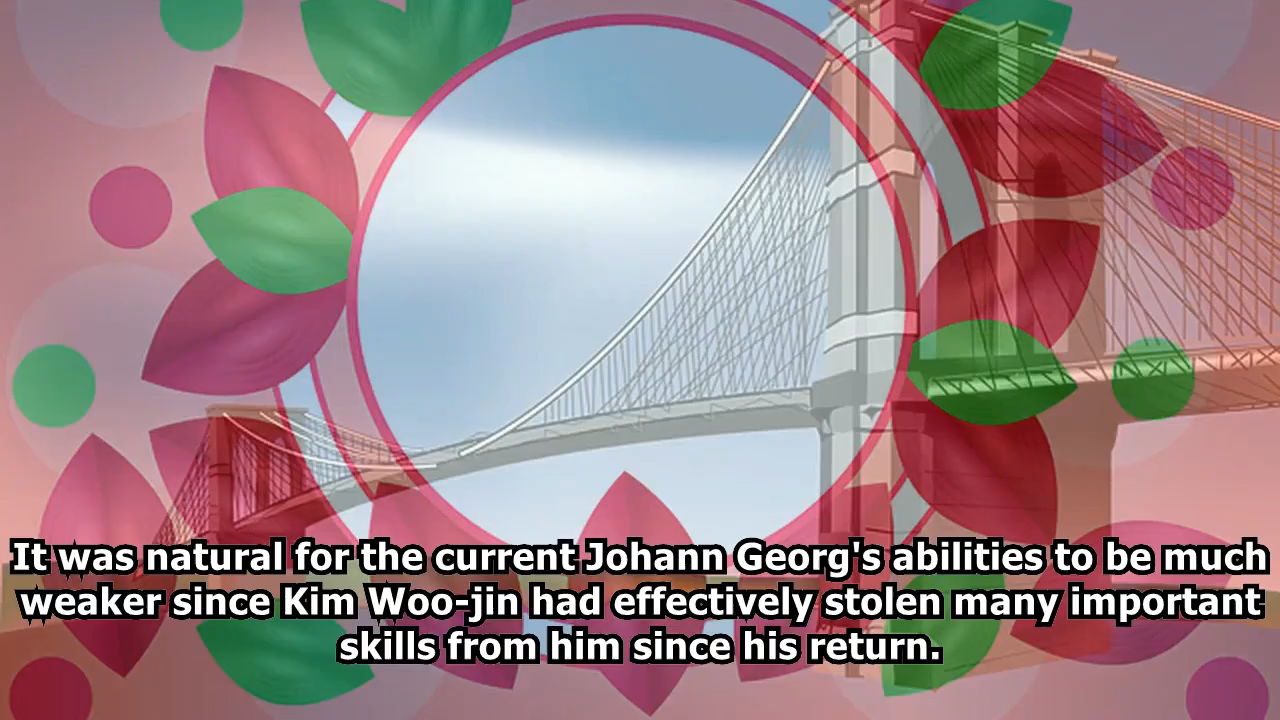 It was natural for the current Johann Georg's abilities to be much
weaker since Kim Woo-jin had effectively stolen many important
skills from him since his return.